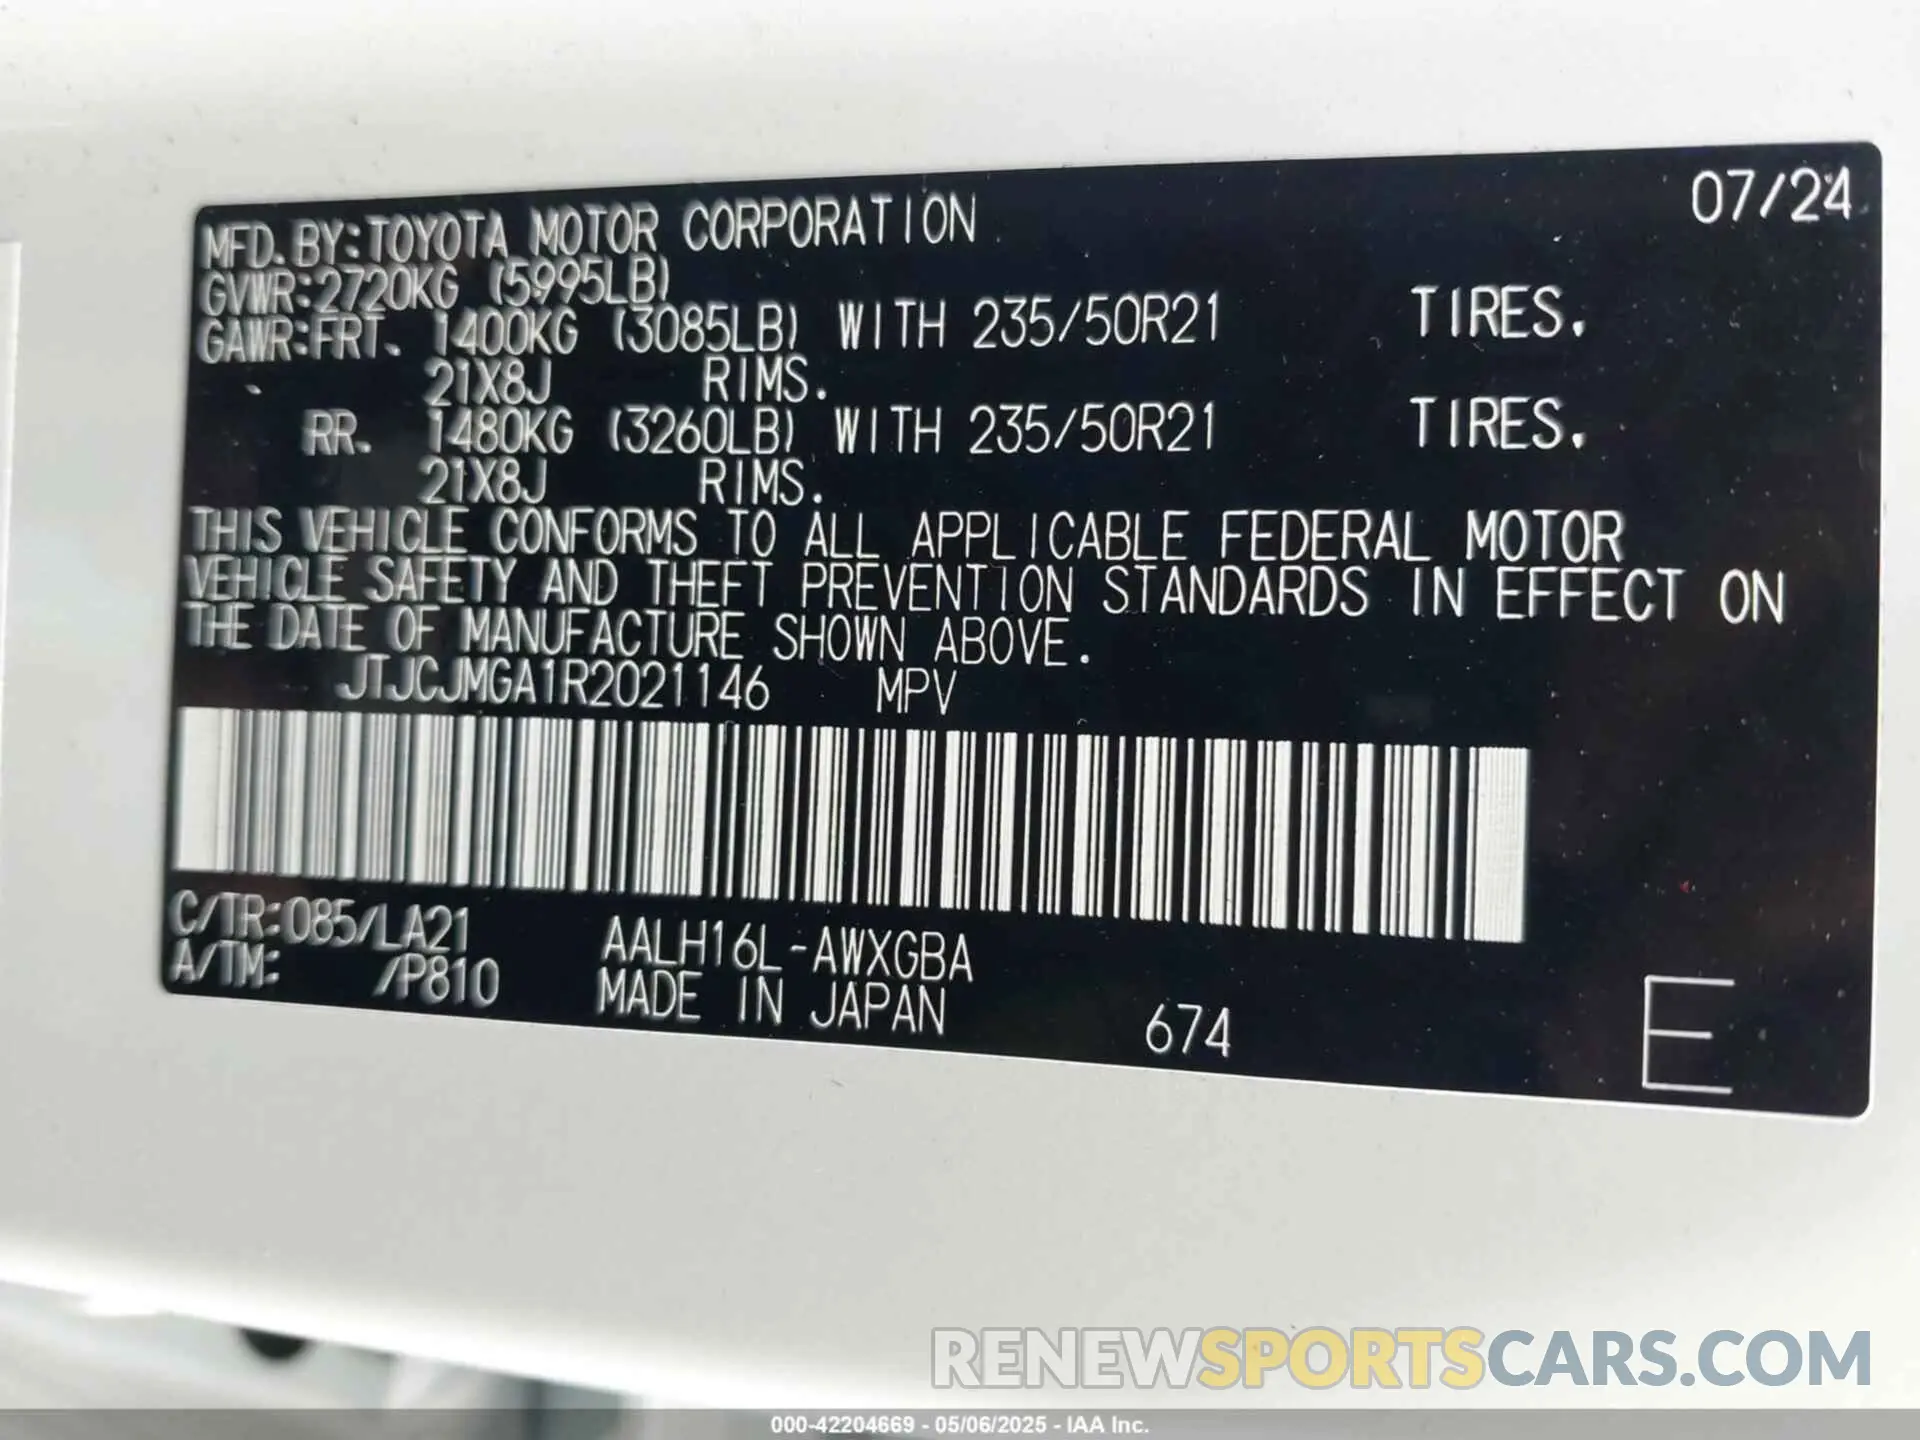 07/24
MFD. BY:TOYOTA MOTOR CORPORATION
GVWR:2720KG (5995LB)
GAWR:FRT. 1400KG (3085LB) WITH 235/50R21 TIRES.
21X8J RIMS.
RR. 1480KG (3260LB) WITH 235/50R21 TIRES.
21X8J RIMS.
THIS VEHICLE CONFORMS TO ALL APPLICABLE FEDERAL MOTOR
VEHICLE SAFETY AND THEFT PREVENTION STANDARDS IN EFFECT ON
THE DATE OF MANUFACTURE SHOWN ABOVE.
JTJCJMGA1R2021146 MPV
C/TR:085/LA21 AALH16L-AWXGBA
A/TM: /P810 MADE IN JAPAN 674
E
RENEWSPORTSCARS.COM
000-42204669 - 05/06/2025 - IAA Inc.